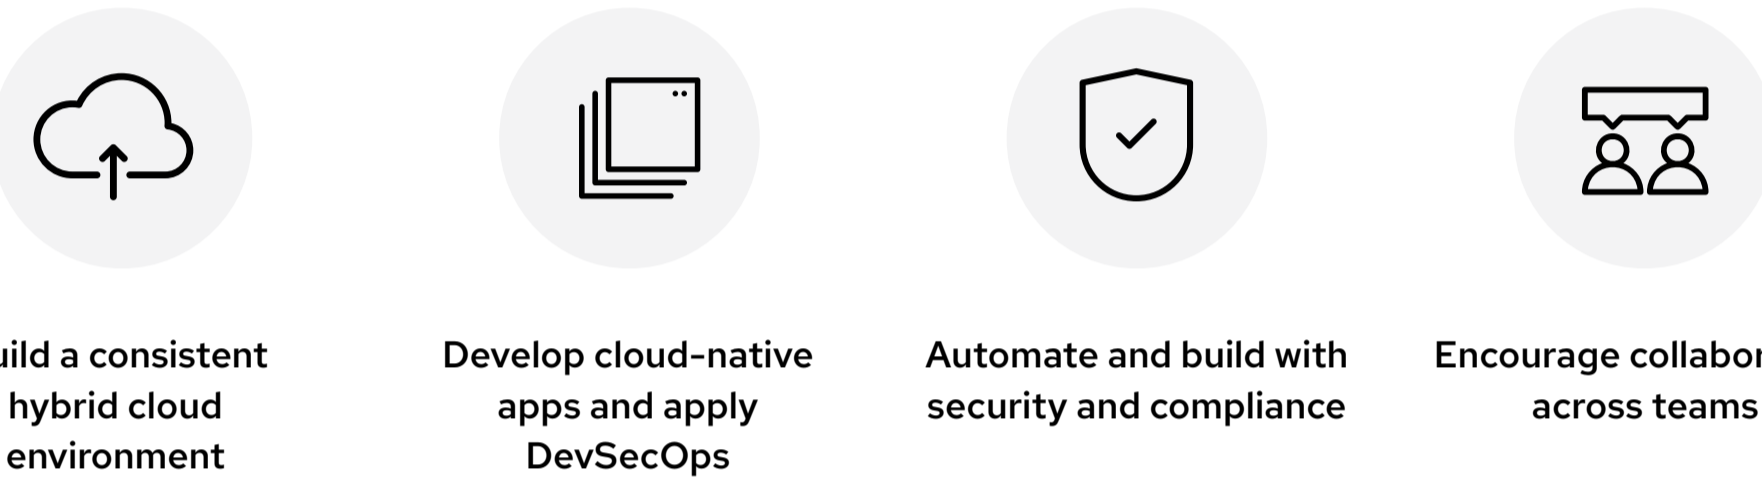 uild a consistent
hybrid cloud
environment
Develop cloud-native
apps and apply
DevSecOps
Automate and build with
security and compliance
Encourage collabor
across teams